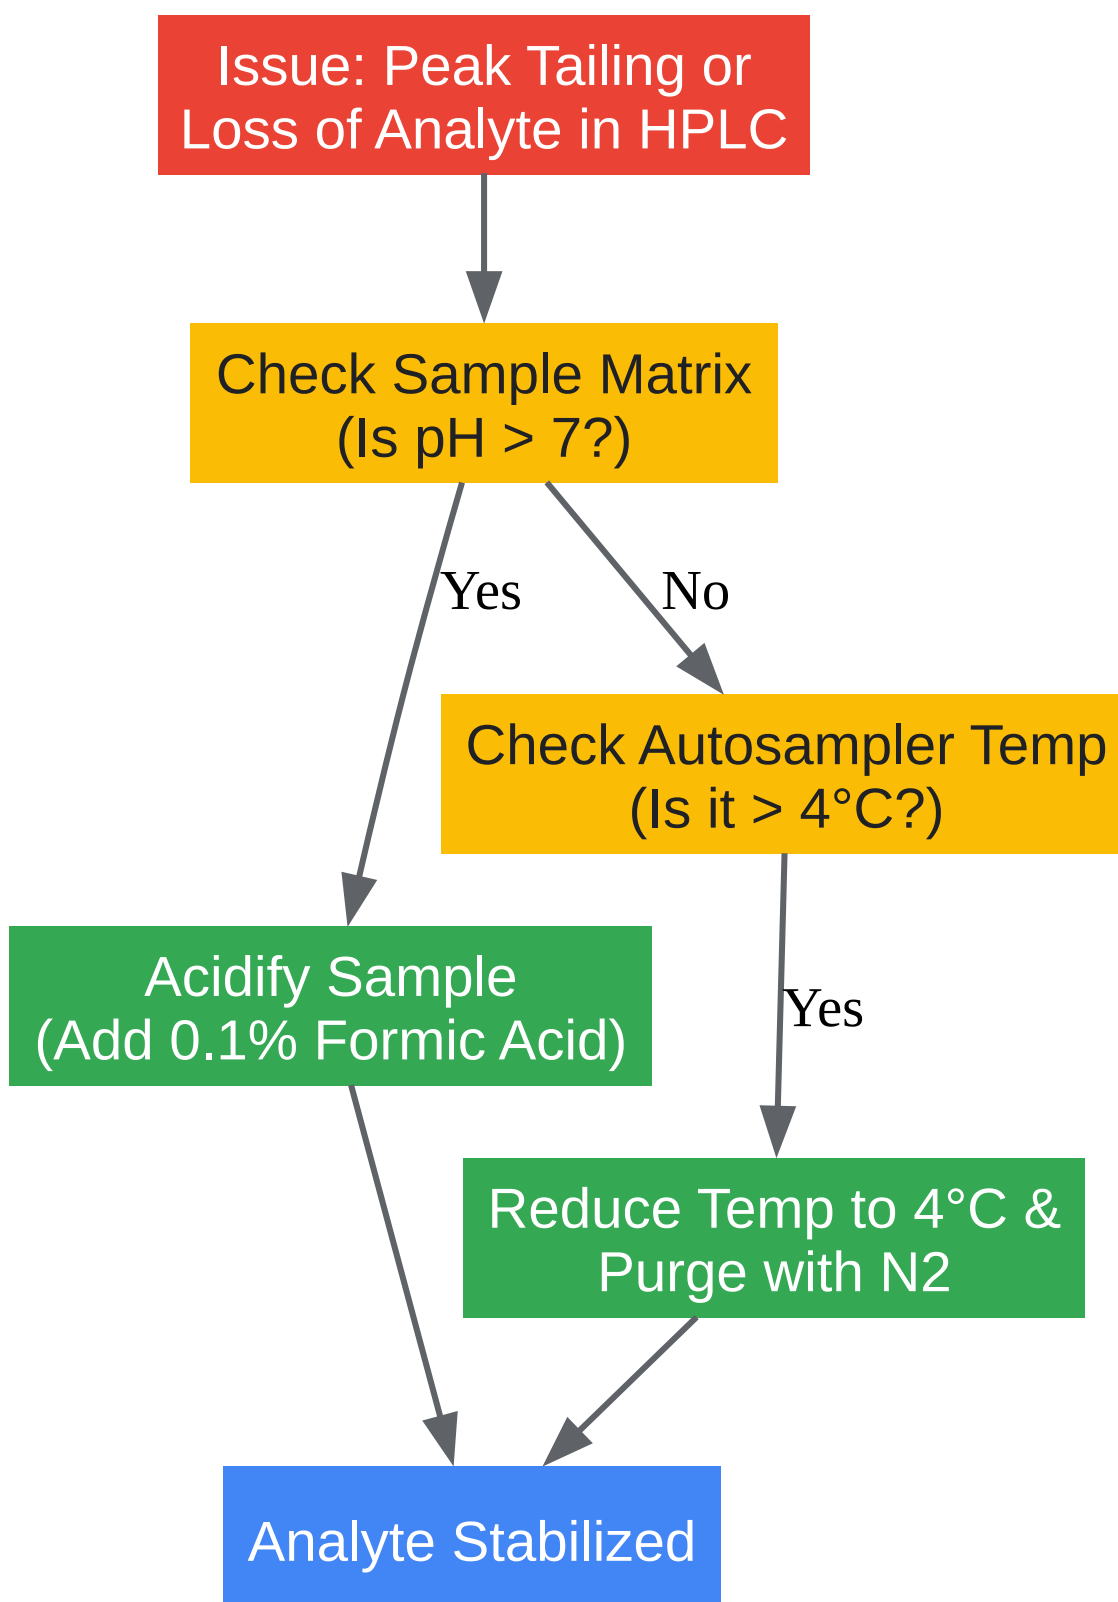 Issue: Peak Tailing or
Loss of Analyte in HPLC
Check Sample Matrix
(Is pH > 7?)
Yes
No
Check Autosampler Temp
(Is it > 4°C?)
Acidify Sample
(Add 0.1% Formic Acid)
Yes
Reduce Temp to 4°C &
Purge with N2
Analyte Stabilized